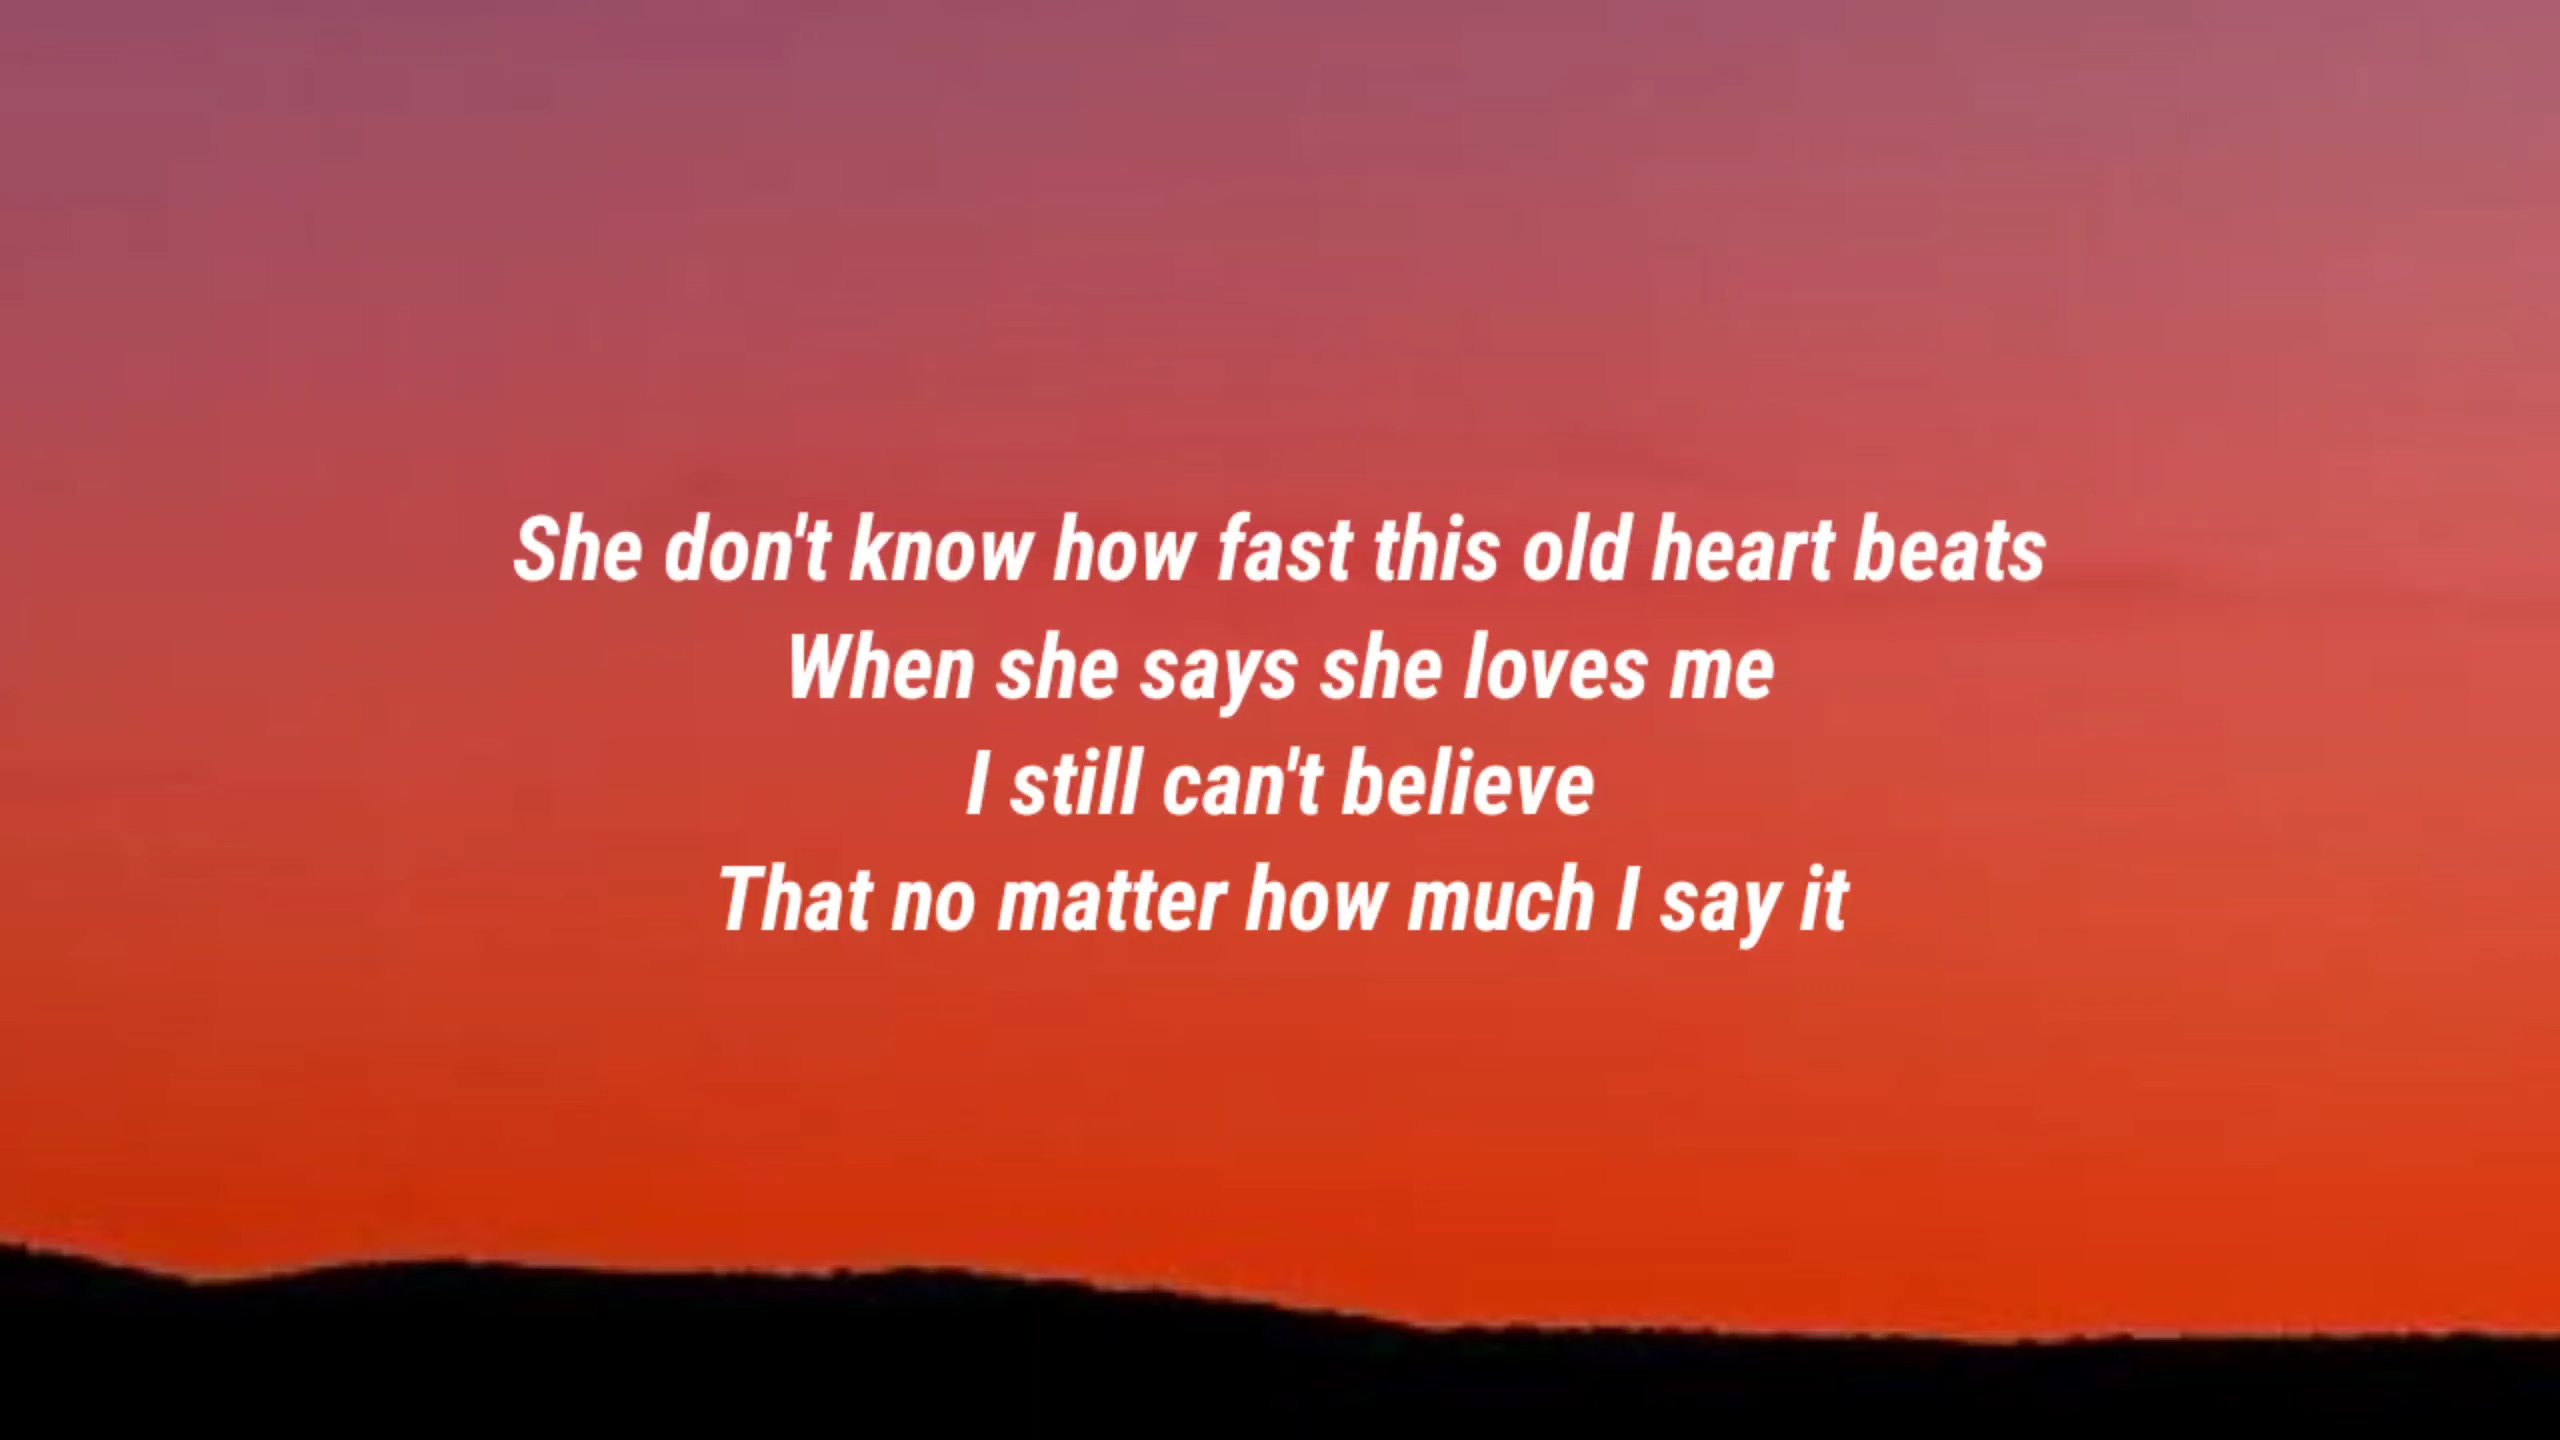 She don't know how fast this old heart beats
When she says she loves me
I still can't believe
That no matter how much I say it